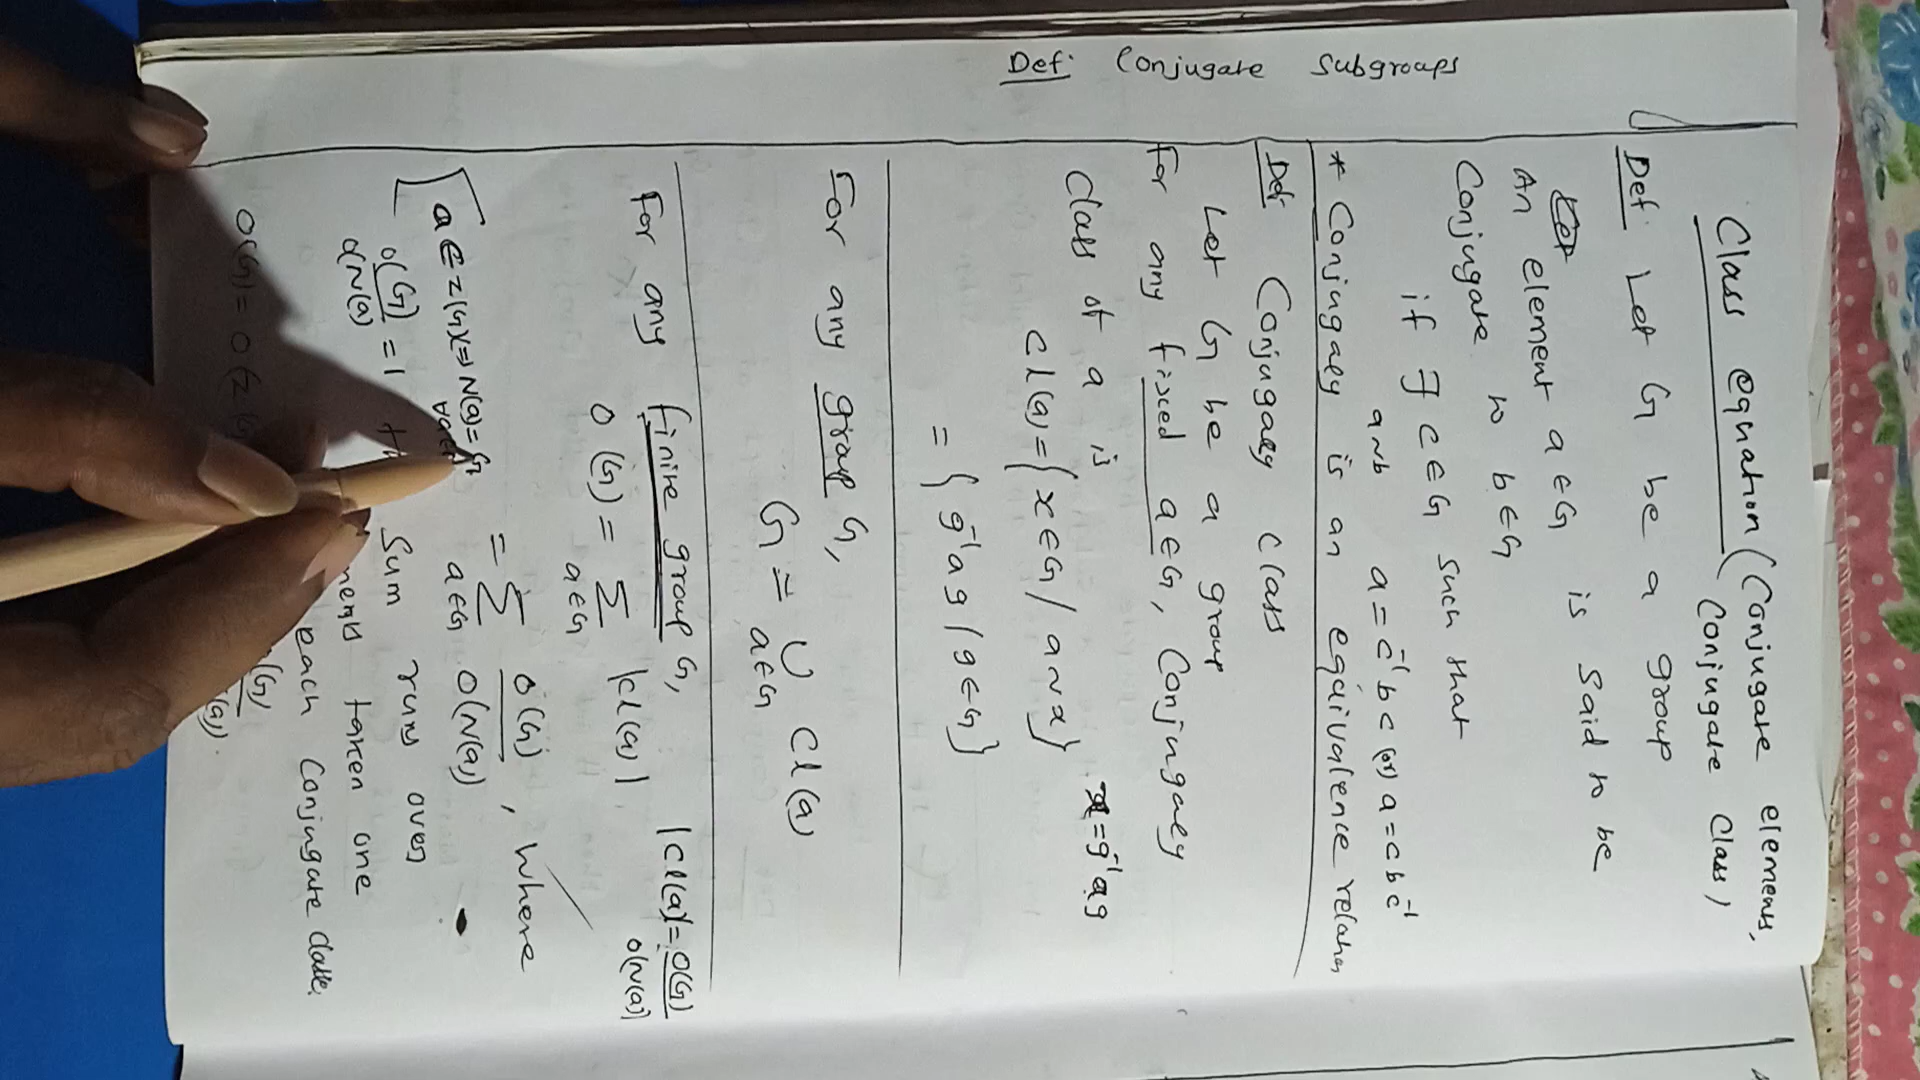 Def: Conjugate Subgroups
Class equation (Conjugate elements,
Conjugate class)
Def: Let G be a group
An element a∈G is said to be
Conjugate to b∈G
if ∃ c∈G such that
a~b a = c⁻¹bc (or) a = cbc⁻¹
* Conjugacy is an equivalence relation
Def Conjugacy class
Let G be a group
For any fixed a∈G, Conjugacy
Class of a is
cl(a) = {x∈G / a~x} x = g⁻¹ag
= {g⁻¹ag / g∈G}
For any group G,
G = ∪ cl(a)
a∈G
For any finite group G, |cl(a)| = O(G)
O(N(a))
O(G) = Σ |cl(a)|
a∈G
= Σ O(G) , where
a∈G O(N(a))
[a∈Z(G) ⟺ N(a) = G
O(G) = 1
O(N(a))
Sum runs over
taken one
each Conjugate class.
O(G) = O(Z(G)